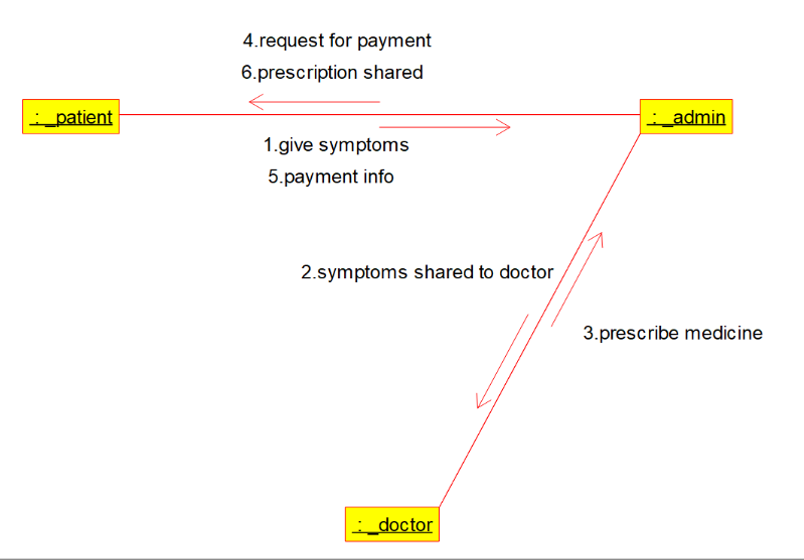 4.request for payment
6.prescription shared
: _patient
: _admin
1.give symptoms
5.payment info
2.symptoms shared to doctor
3.prescribe medicine
: _doctor